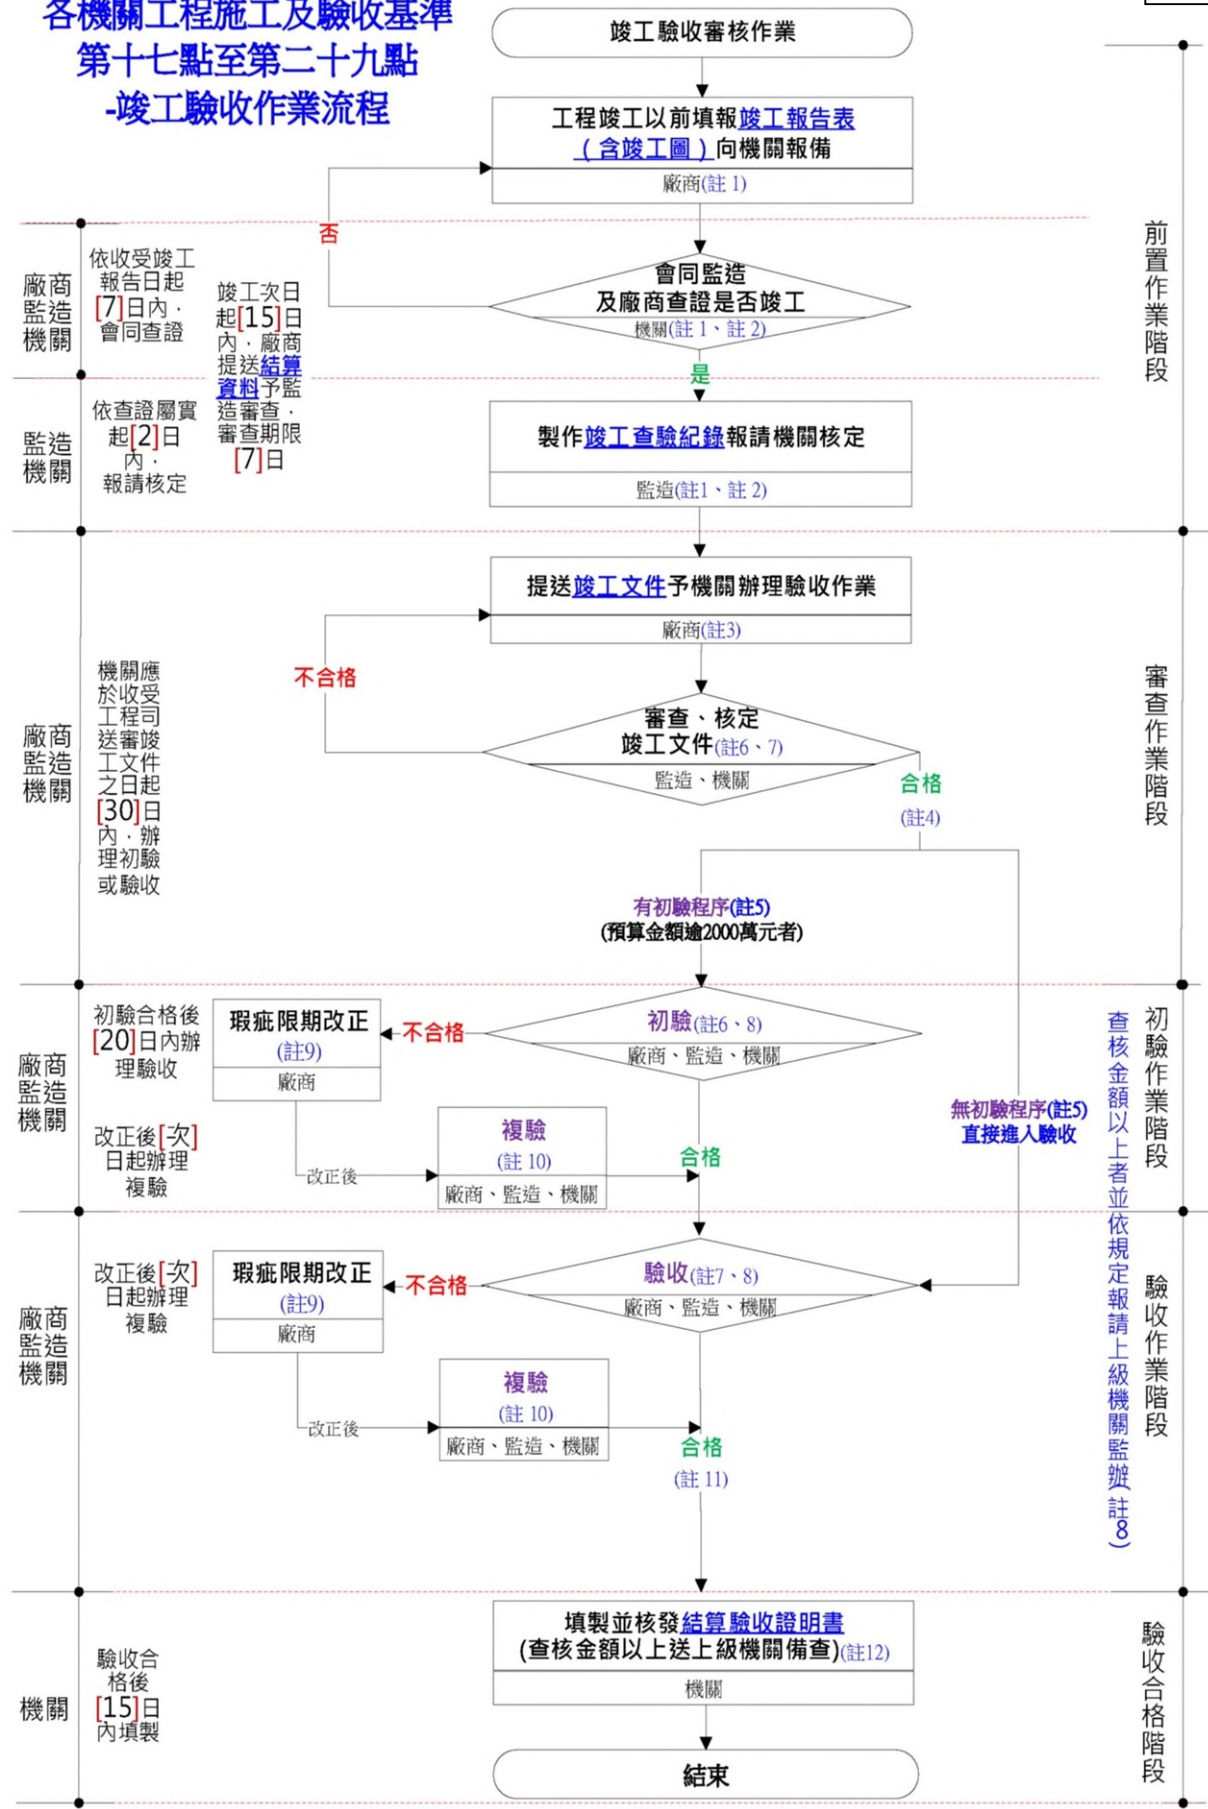 各機關工程施工及驗收基準
第十七點至第二十九點
-竣工驗收作業流程
竣工驗收審核作業
工程竣工以前填報竣工報告表
(含竣工圖)向機關報備
廠商(註 1)
否
會同監造
及廠商查證是否竣工
機關(註 1、註 2)
是
製作竣工查驗紀錄報請機關核定
監造(註1、註 2)
前置作業階段
廠商
監造
機關
依收受竣工
報告日起
[7]日內，
會同查證
竣工次日
起[15]日
內，廠商
提送結算
資料予監
造審查，
審查期限
[7]日
監造
機關
依查證屬實
起[2]日
內，
報請核定
提送竣工文件予機關辦理驗收作業
廠商(註3)
不合格
審查、核定
竣工文件(註6、7)
監造、機關
合格
(註4)
審查作業階段
廠商
監造
機關
機關應
於收受
工程司
送審竣
工文件
之日起
[30]日
內，辦
理初驗
或驗收
有初驗程序(註5)
(預算金額逾2000萬元者)
初驗(註6、8)
廠商、監造、機關
不合格
瑕疵限期改正
(註9)
廠商
改正後
複驗
(註 10)
廠商、監造、機關
合格
無初驗程序(註5)
直接進入驗收
初驗作業階段
查核金額以上者並依規定報請上級機關監辦(註8)
廠商
監造
機關
初驗合格後
[20]日內辦
理驗收
改正後[次]
日起辦理
複驗
驗收(註7、8)
廠商、監造、機關
不合格
瑕疵限期改正
(註9)
廠商
改正後
複驗
(註 10)
廠商、監造、機關
合格
(註 11)
驗收作業階段
廠商
監造
機關
改正後[次]
日起辦理
複驗
填製並核發結算驗收證明書
(查核金額以上送上級機關備查)(註12)
機關
結束
驗收合格階段
機關
驗收合
格後
[15]日
內填製